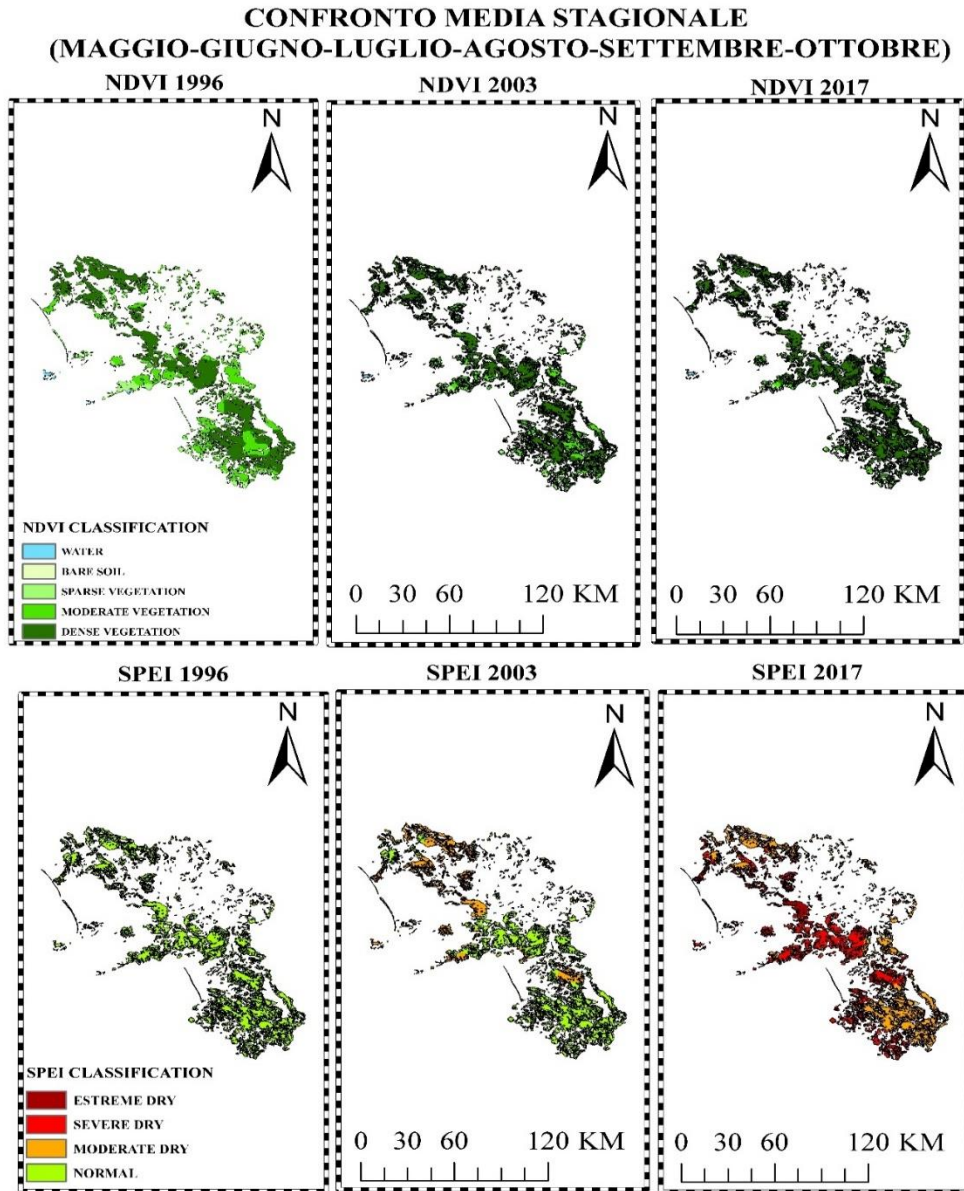 CONFRONTO MEDIA STAGIONALE
(MAGGIO-GIUGNO-LUGLIO-AGOSTO-SETTEMBRE-OTTOBRE)
NDVI 1996
NDVI 2003
NDVI 2017
N
N
N
NDVI CLASSIFICATION
WATER
BARE SOIL
SPARSE VEGETATION
MODERATE VEGETATION
DENSE VEGETATION
0 30 60 120 KM
0 30 60 120 KM
SPEI 1996
SPEI 2003
SPEI 2017
N
N
N
SPEI CLASSIFICATION
ESTREME DRY
SEVERE DRY
MODERATE DRY
NORMAL
0 30 60 120 KM
0 30 60 120 KM